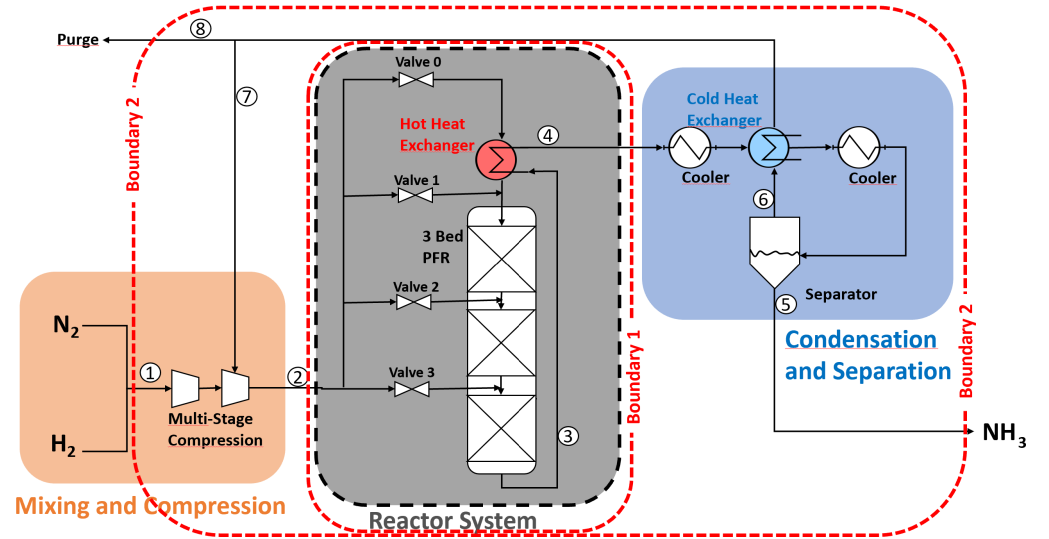 ⑧
Purge
Valve 0
⑦
Boundary 2
Hot Heat
Exchanger
④
Cold Heat
Exchanger
Cooler
Cooler
Valve 1
⑥
3 Bed
PFR
Valve 2
⑤
Separator
N₂
①
②
Valve 3
Boundary 1
Condensation
and Separation
Boundary 2
Multi-Stage
Compression
H₂
③
NH₃
Mixing and Compression
Reactor System